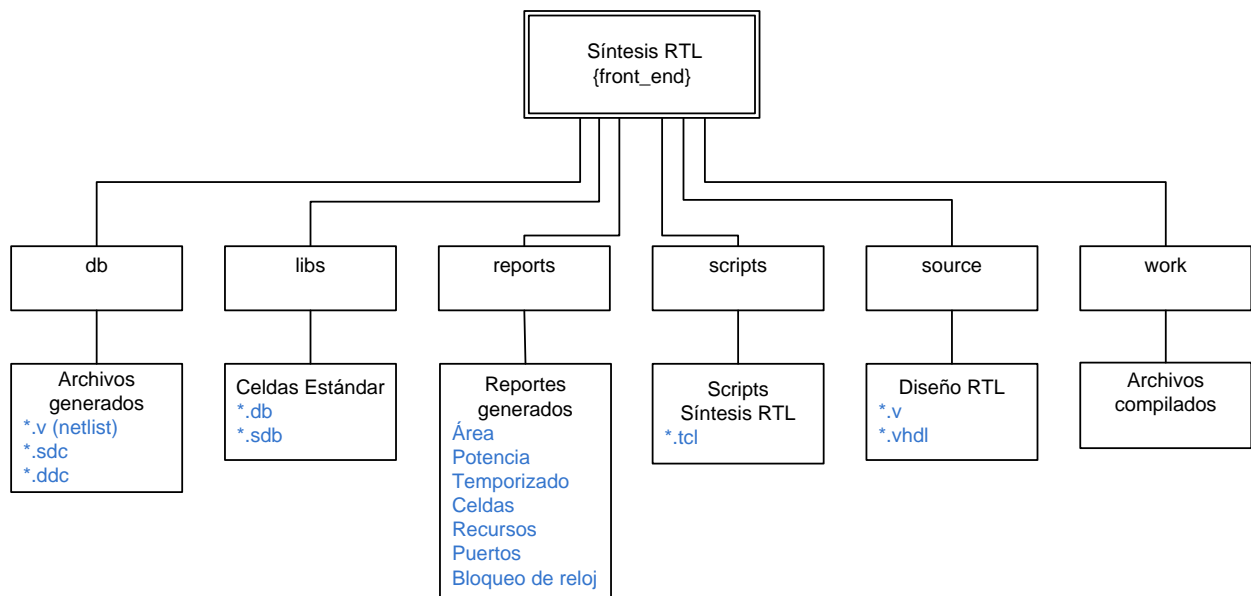 Síntesis RTL
{front_end}
db
libs
reports
scripts
source
work
Archivos
generados
*.v (netlist)
*.sdc
*.ddc
Celdas Estándar
*.db
*.sdb
Reportes
generados
Área
Potencia
Temporizado
Celdas
Recursos
Puertos
Bloqueo de reloj
Scripts
Síntesis RTL
*.tcl
Diseño RTL
*.v
*.vhdl
Archivos
compilados